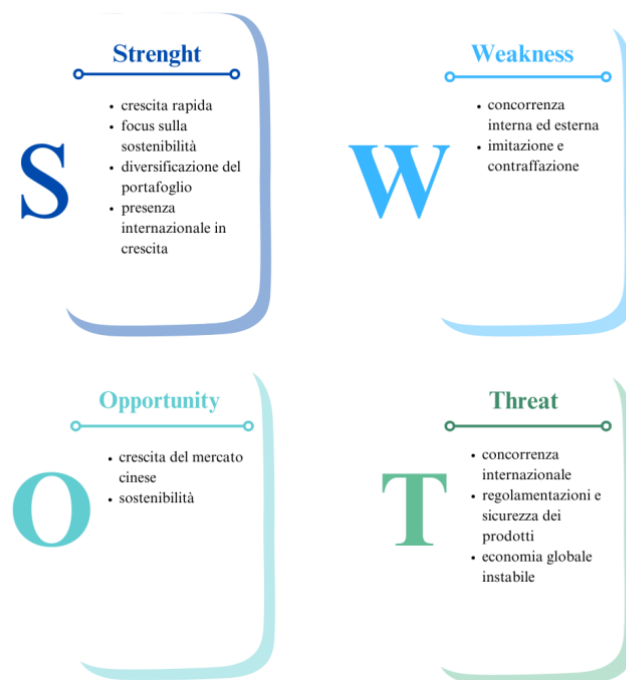 Strenght
S
• crescita rapida
• focus sulla
sostenibilità
• diversificazione del
portafoglio
• presenza
internazionale in
crescita
Weakness
W
• concorrenza
interna ed esterna
• imitazione e
contraffazione
Opportunity
O
• crescita del mercato
cinese
• sostenibilità
Threat
T
• concorrenza
internazionale
• regolamentazioni e
sicurezza dei
prodotti
• economia globale
instabile